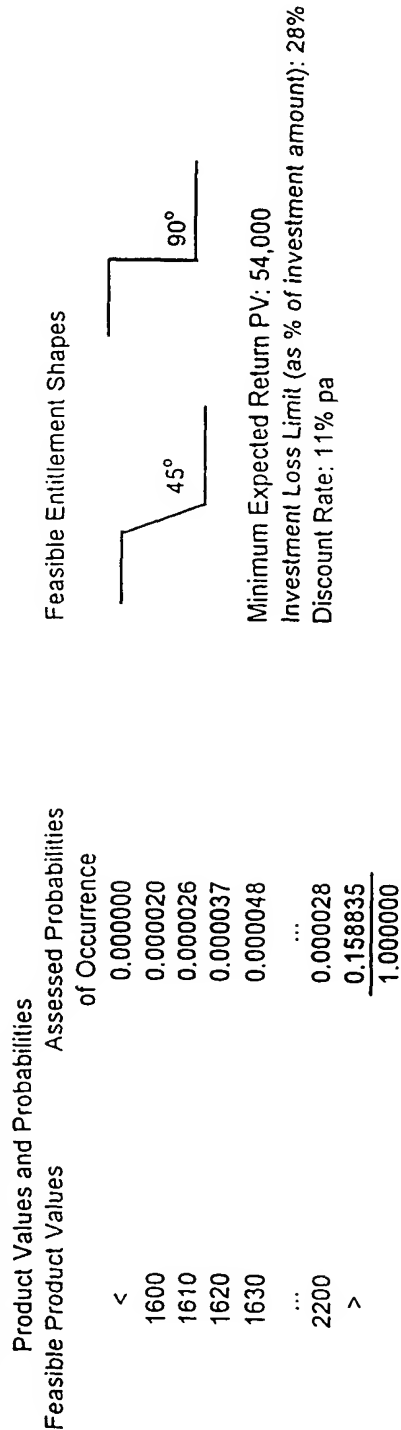 Product Values and Probabilities
Feasible Product Values Assessed Probabilities
of Occurrence
< 0.000000
1600 0.000020
1610 0.000026
1620 0.000037
1630 0.000048
... ...
2200 0.000028
> 0.158835
1.000000
Feasible Entitlement Shapes
45° 90°
Minimum Expected Return PV: 54,000
Investment Loss Limit (as % of investment amount): 28%
Discount Rate: 11% pa